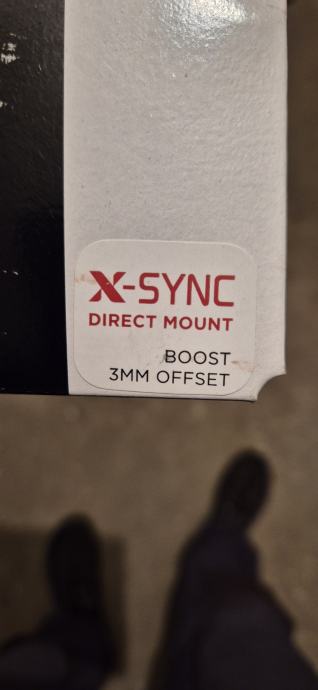 X-SYNC
DIRECT MOUNT
BOOST
3MM OFFSET